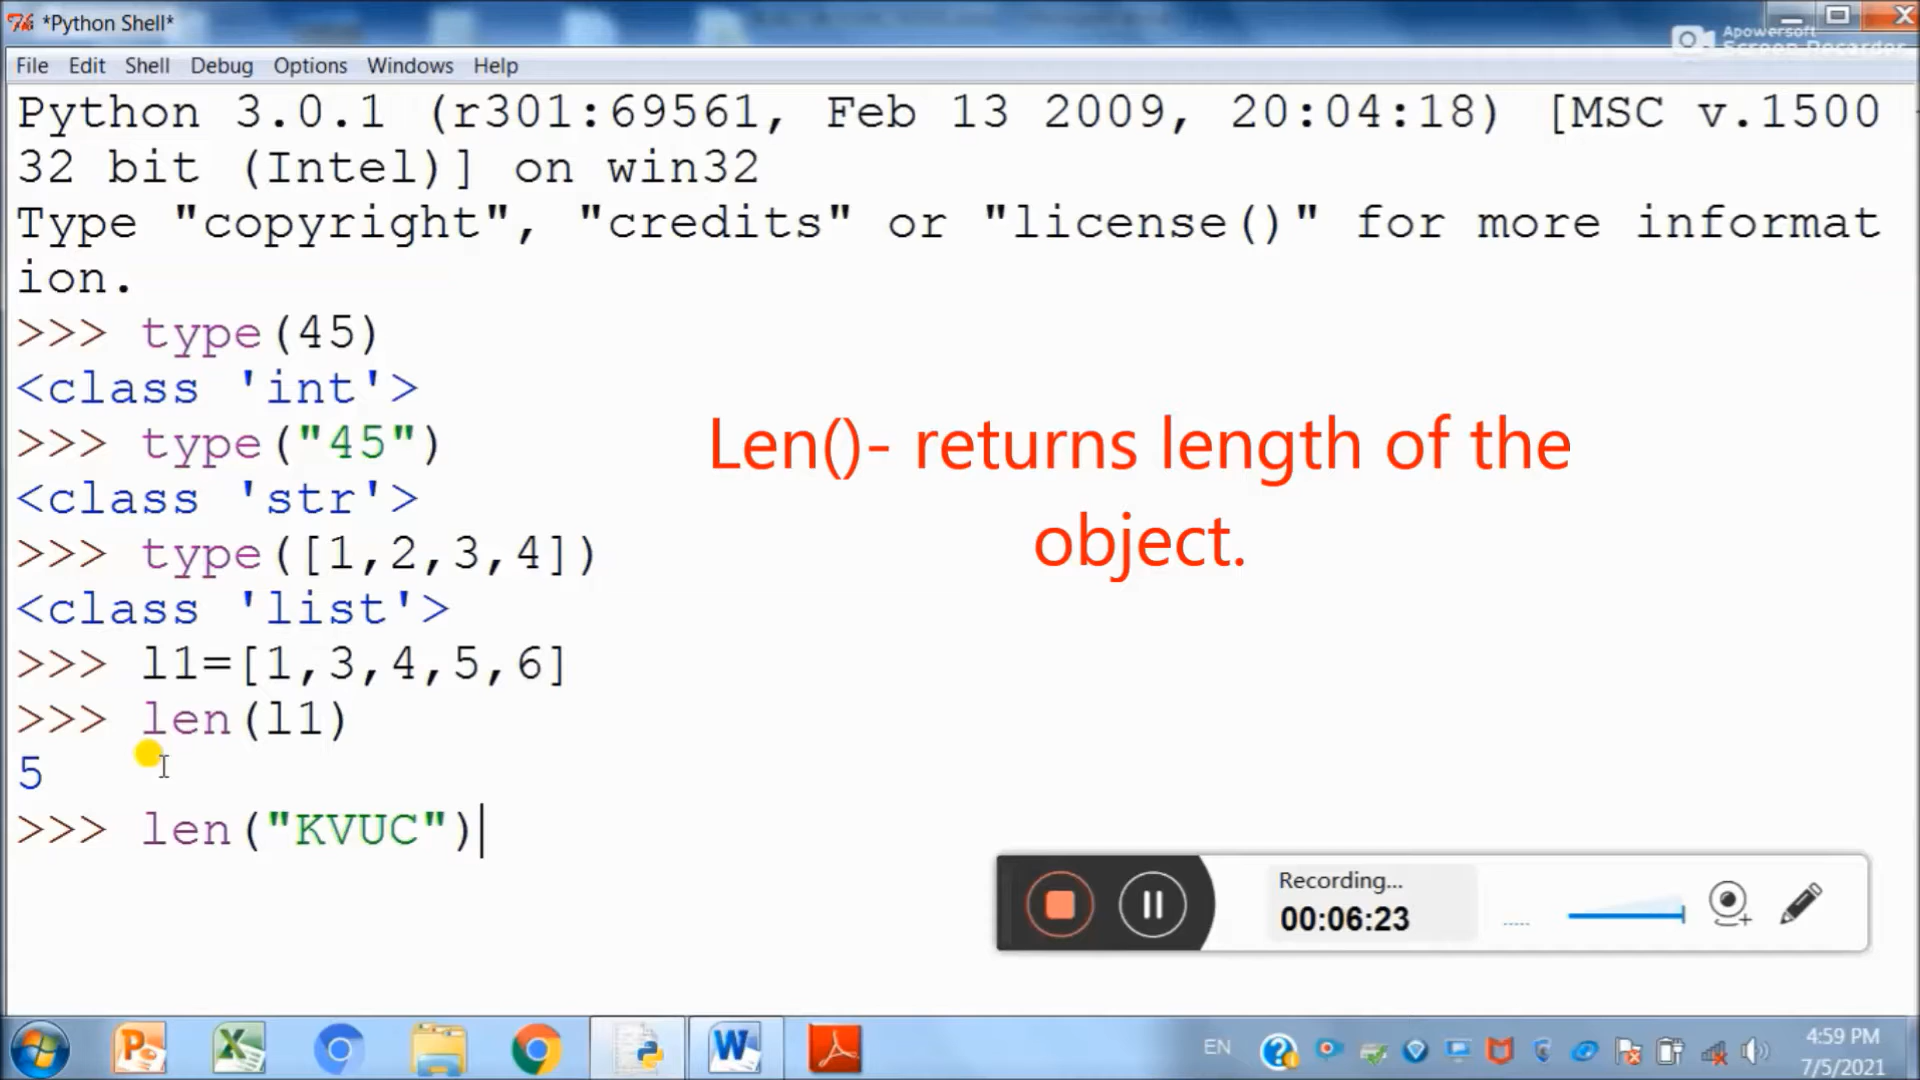 *Python Shell*
Apowersoft
Screen Recorder
File Edit Shell Debug Options Windows Help
Python 3.0.1 (r301:69561, Feb 13 2009, 20:04:18) [MSC v.1500
32 bit (Intel)] on win32
Type "copyright", "credits" or "license()" for more informat
ion.
>>> type(45)
<class 'int'>
>>> type("45")
<class 'str'>
>>> type([1,2,3,4])
<class 'list'>
>>> l1=[1,3,4,5,6]
>>> len(l1)
5
>>> len("KVUC")
Len()- returns length of the
object.
Recording...
00:06:23
EN
4:59 PM
7/5/2021